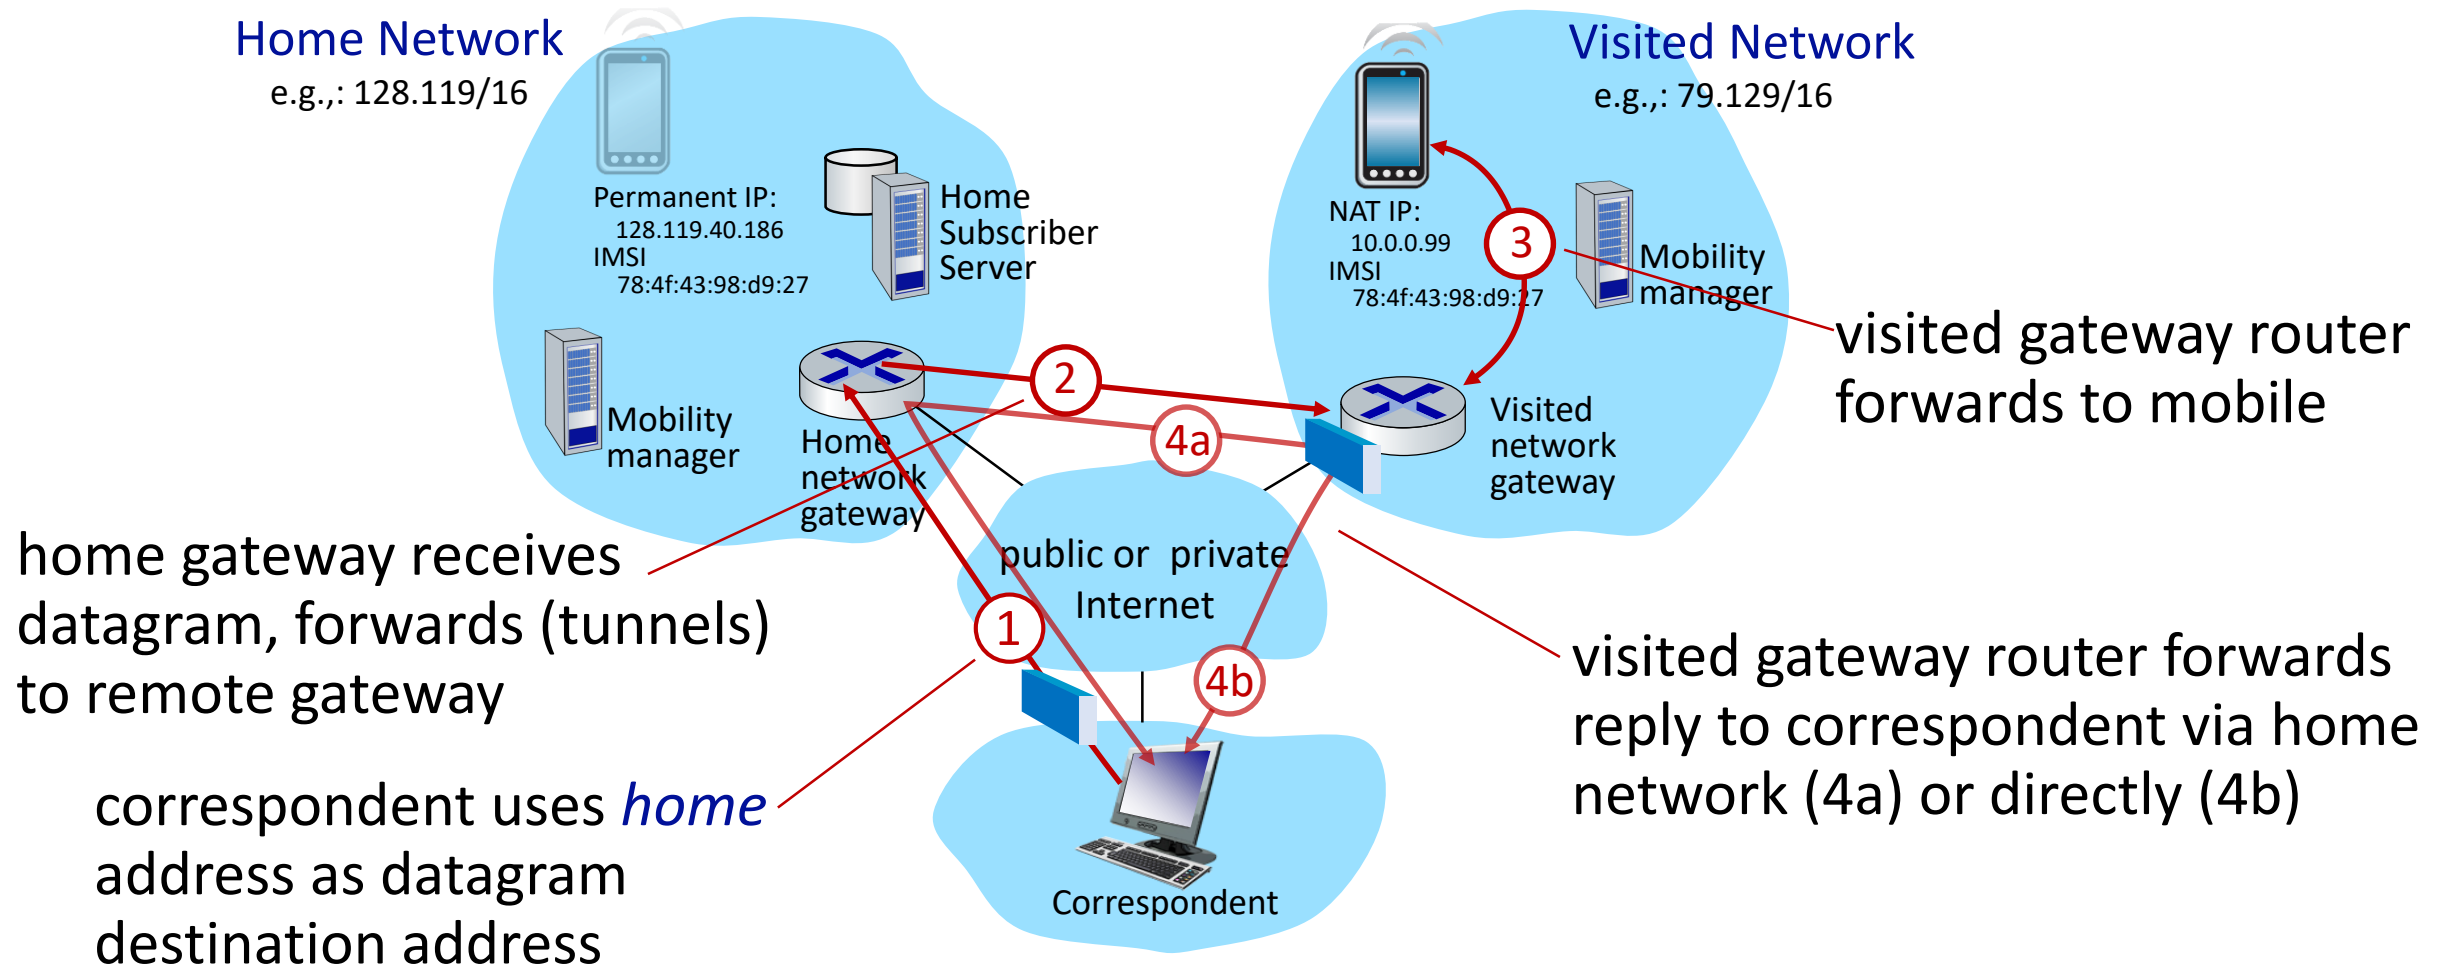 Home Network
e.g.,: 128.119/16
Visited Network
e.g.,: 79.129/16
Permanent IP:
128.119.40.186
IMSI
78:4f:43:98:d9:27
Home
Subscriber
Server
NAT IP:
10.0.0.99
IMSI
78:4f:43:98:d9:27
3
Mobility
manager
visited gateway router
forwards to mobile
Mobility
manager
Home
network
gateway
2
4a
Visited
network
gateway
public or private
Internet
home gateway receives
datagram, forwards (tunnels)
to remote gateway
1
4b
visited gateway router forwards
reply to correspondent via home
network (4a) or directly (4b)
correspondent uses home
address as datagram
destination address
Correspondent